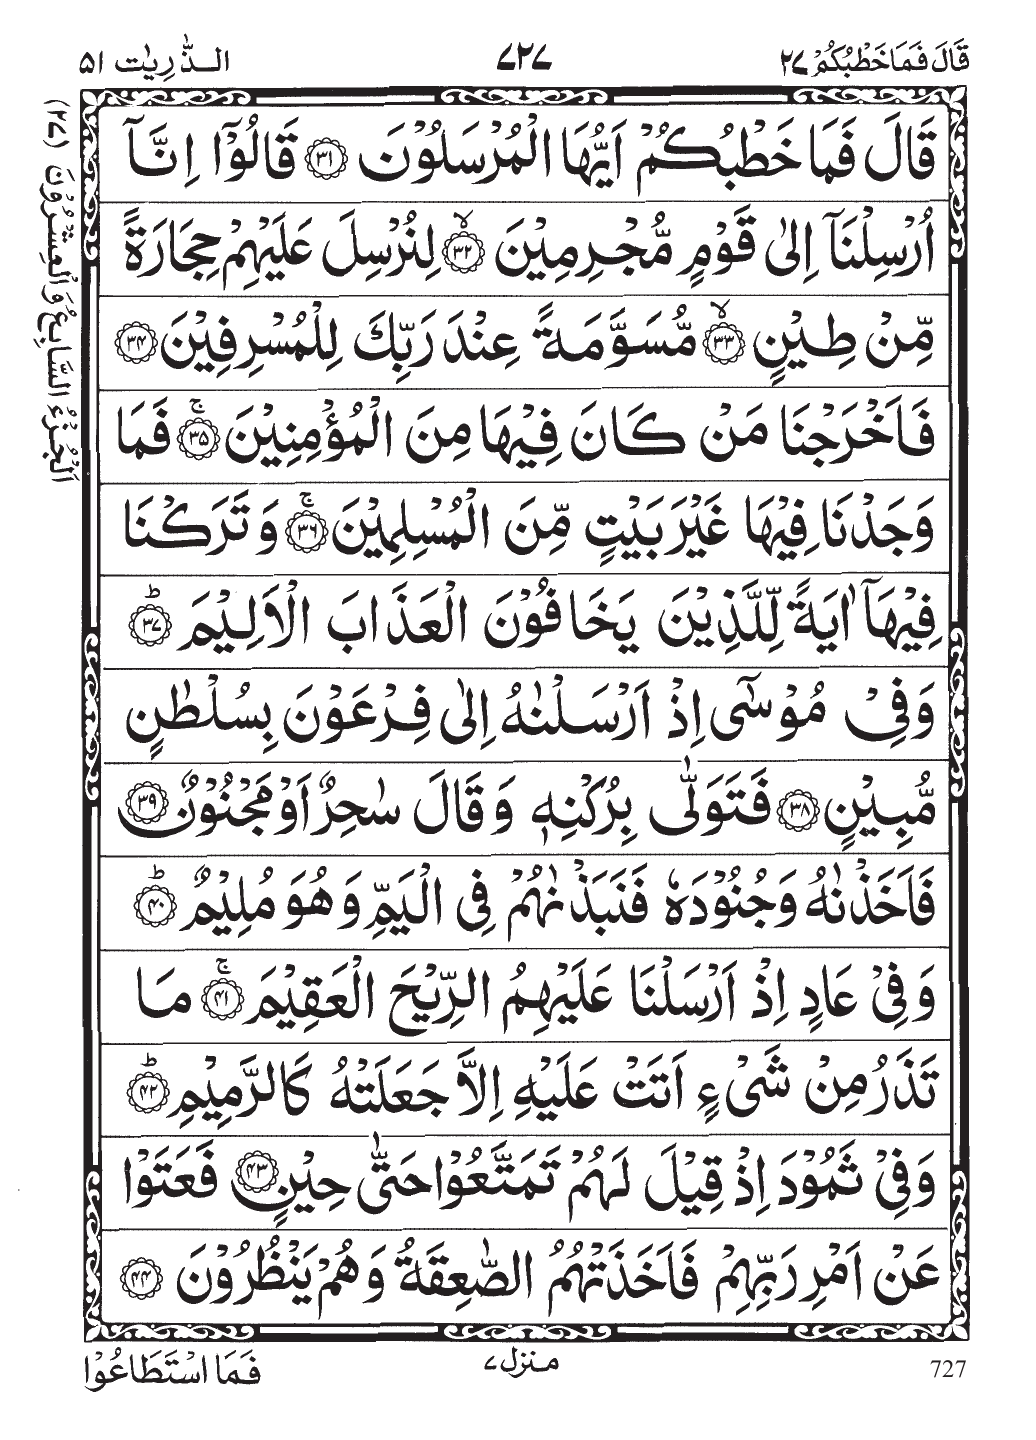 قَالَ فَمَا خَطْبُكُمْ ٢٧
٧٢٧
الذّٰرِيٰت ٥١
اَلْجُزْءُ السَّابِعُ وَالْعِشْرُوْنَ (٢٧)
قَالَ فَمَا خَطْبُكُمْ اَيُّهَا الْمُرْسَلُوْنَ ۝٣١ قَالُوْۤا اِنَّاۤ
اُرْسِلْنَاۤ اِلٰى قَوْمٍ مُّجْرِمِيْنَ ۝٣٢ۙ لِنُرْسِلَ عَلَيْهِمْ حِجَارَةً
مِّنْ طِيْنٍ ۝٣٣ۙ مُّسَوَّمَةً عِنْدَ رَبِّكَ لِلْمُسْرِفِيْنَ ۝٣٤
فَاَخْرَجْنَا مَنْ كَانَ فِيْهَا مِنَ الْمُؤْمِنِيْنَ ۝٣٥ۚ فَمَا
وَجَدْنَا فِيْهَا غَيْرَ بَيْتٍ مِّنَ الْمُسْلِمِيْنَ ۝٣٦ۚ وَتَرَكْنَا
فِيْهَاۤ اٰيَةً لِّلَّذِيْنَ يَخَافُوْنَ الْعَذَابَ الْاَلِيْمَ ۝٣٧ؕ
وَفِيْ مُوْسٰۤى اِذْ اَرْسَلْنٰهُ اِلٰى فِرْعَوْنَ بِسُلْطٰنٍ
مُّبِيْنٍ ۝٣٨ فَتَوَلّٰى بِرُكْنِهٖ وَقَالَ سٰحِرٌ اَوْ مَجْنُوْنٌ ۝٣٩
فَاَخَذْنٰهُ وَجُنُوْدَهٗ فَنَبَذْنٰهُمْ فِى الْيَمِّ وَهُوَ مُلِيْمٌ ۝٤٠ؕ
وَفِيْ عَادٍ اِذْ اَرْسَلْنَا عَلَيْهِمُ الرِّيْحَ الْعَقِيْمَ ۝٤١ۚ مَا
تَذَرُ مِنْ شَيْءٍ اَتَتْ عَلَيْهِ اِلَّا جَعَلَتْهُ كَالرَّمِيْمِ ۝٤٢ؕ
وَفِيْ ثَمُوْدَ اِذْ قِيْلَ لَهُمْ تَمَتَّعُوْا حَتّٰى حِيْنٍ ۝٤٣ فَعَتَوْا
عَنْ اَمْرِ رَبِّهِمْ فَاَخَذَتْهُمُ الصّٰعِقَةُ وَهُمْ يَنْظُرُوْنَ ۝٤٤
727
منزل ٧
فَمَا اسْتَطَاعُوْا